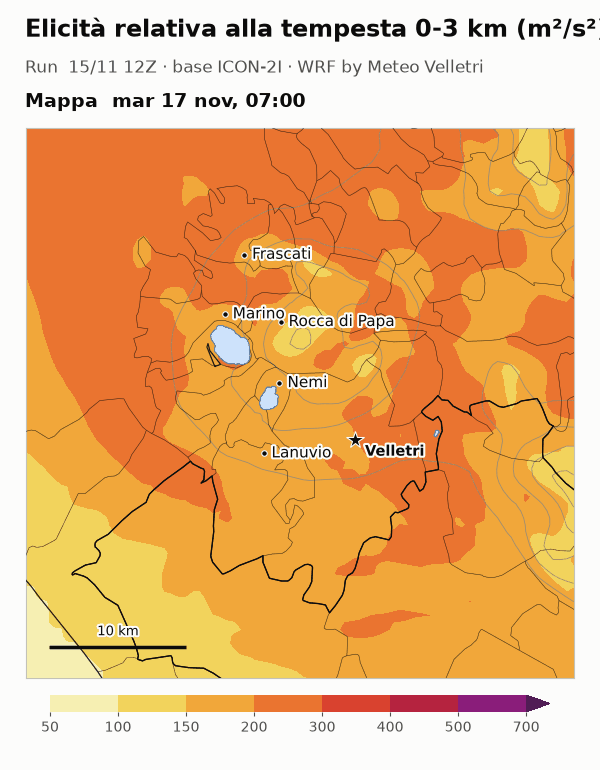 Elicità relativa alla tempesta 0-3 km (m²/s²)
Run 15/11 12Z · base ICON-2I · WRF by Meteo Velletri
Mappa mar 17 nov, 07:00
Frascati
Marino
Rocca di Papa
Nemi
Velletri
Lanuvio
10 km
50 100 150 200 300 400 500 700